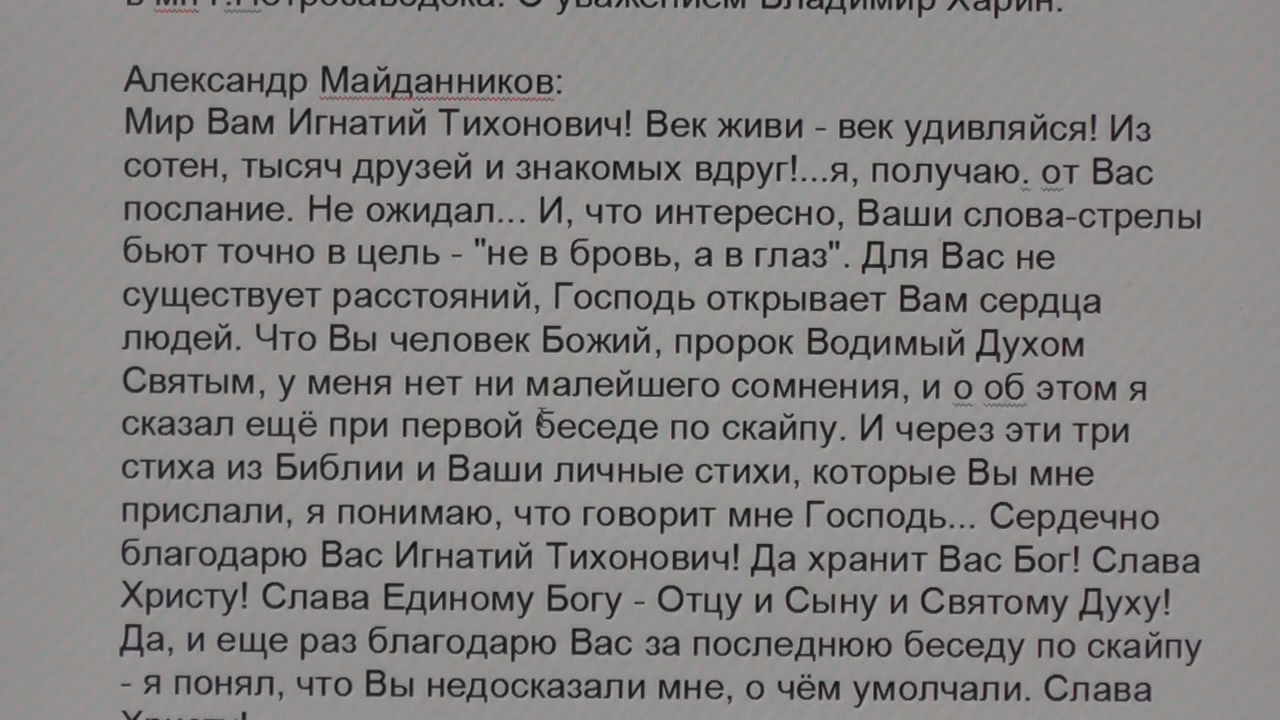 в мп г.Петрозаводска. С уважением Владимир Харин.
Александр Майданников:
Мир Вам Игнатий Тихонович! Век живи - век удивляйся! Из
сотен, тысяч друзей и знакомых вдруг!...я, получаю. от Вас
послание. Не ожидал... И, что интересно, Ваши слова-стрелы
бьют точно в цель - "не в бровь, а в глаз". Для Вас не
существует расстояний, Господь открывает Вам сердца
людей. Что Вы человек Божий, пророк Водимый Духом
Святым, у меня нет ни малейшего сомнения, и о об этом я
сказал ещё при первой беседе по скайпу. И через эти три
стиха из Библии и Ваши личные стихи, которые Вы мне
прислали, я понимаю, что говорит мне Господь... Сердечно
благодарю Вас Игнатий Тихонович! Да хранит Вас Бог! Слава
Христу! Слава Единому Богу - Отцу и Сыну и Святому Духу!
Да, и еще раз благодарю Вас за последнюю беседу по скайпу
- я понял, что Вы недосказали мне, о чём умолчали. Слава
Христу!